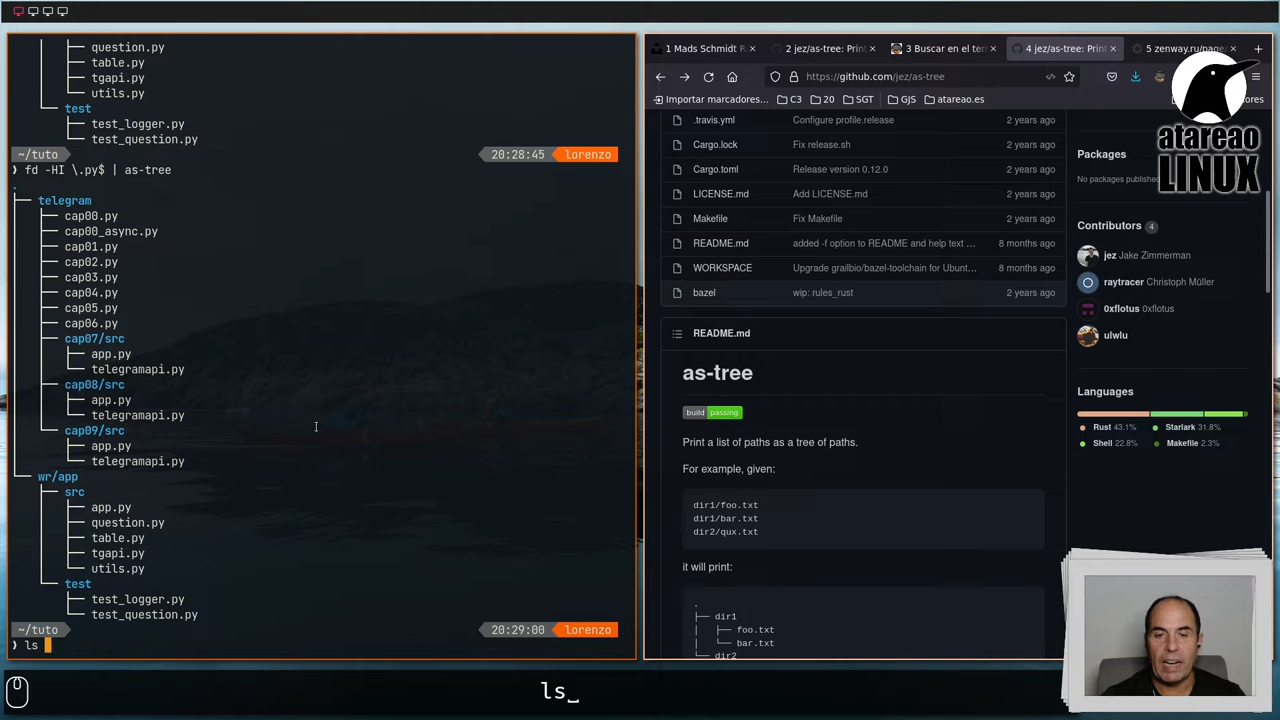 question.py
table.py
tgapi.py
utils.py
test
test_logger.py
test_question.py
~/tuto 20:28:45 lorenzo
❯ fd -HI \.py$ | as-tree
.
├── telegram
│   ├── cap00.py
│   ├── cap00_async.py
│   ├── cap01.py
│   ├── cap02.py
│   ├── cap03.py
│   ├── cap04.py
│   ├── cap05.py
│   ├── cap06.py
│   ├── cap07/src
│   │   ├── app.py
│   │   └── telegramapi.py
│   ├── cap08/src
│   │   ├── app.py
│   │   └── telegramapi.py
│   └── cap09/src
│       ├── app.py
│       └── telegramapi.py
└── wr/app
    ├── src
    │   ├── app.py
    │   ├── question.py
    │   ├── table.py
    │   ├── tgapi.py
    │   └── utils.py
    └── test
        ├── test_logger.py
        └── test_question.py
~/tuto 20:29:00 lorenzo
❯ ls
1 Mads Schmidt R
2 jez/as-tree: Print
3 Buscar en el ter
4 jez/as-tree: Print
5 zenway.ru/page/
https://github.com/jez/as-tree
Importar marcadores... C3 20 SGT GJS atareao.es
.travis.yml Configure profile.release 2 years ago
Cargo.lock Fix release.sh 2 years ago
Cargo.toml Release version 0.12.0 2 years ago
LICENSE.md Add LICENSE.md 2 years ago
Makefile Fix Makefile 2 years ago
README.md added -f option to README and help text ... 8 months ago
WORKSPACE Upgrade grailbio/bazel-toolchain for Ubunt... 8 months ago
bazel wip: rules_rust 2 years ago
README.md
as-tree
build passing
Print a list of paths as a tree of paths.
For example, given:
dir1/foo.txt
dir1/bar.txt
dir2/qux.txt
it will print:
.
├── dir1
│   ├── foo.txt
│   └── bar.txt
└── dir2
Packages
No packages published
Contributors 4
jez Jake Zimmerman
raytracer Christoph Müller
0xflotus 0xflotus
ulwlu
Languages
Rust 43.1% Starlark 31.8%
Shell 22.8% Makefile 2.3%
atareao
LINUX
ls␣